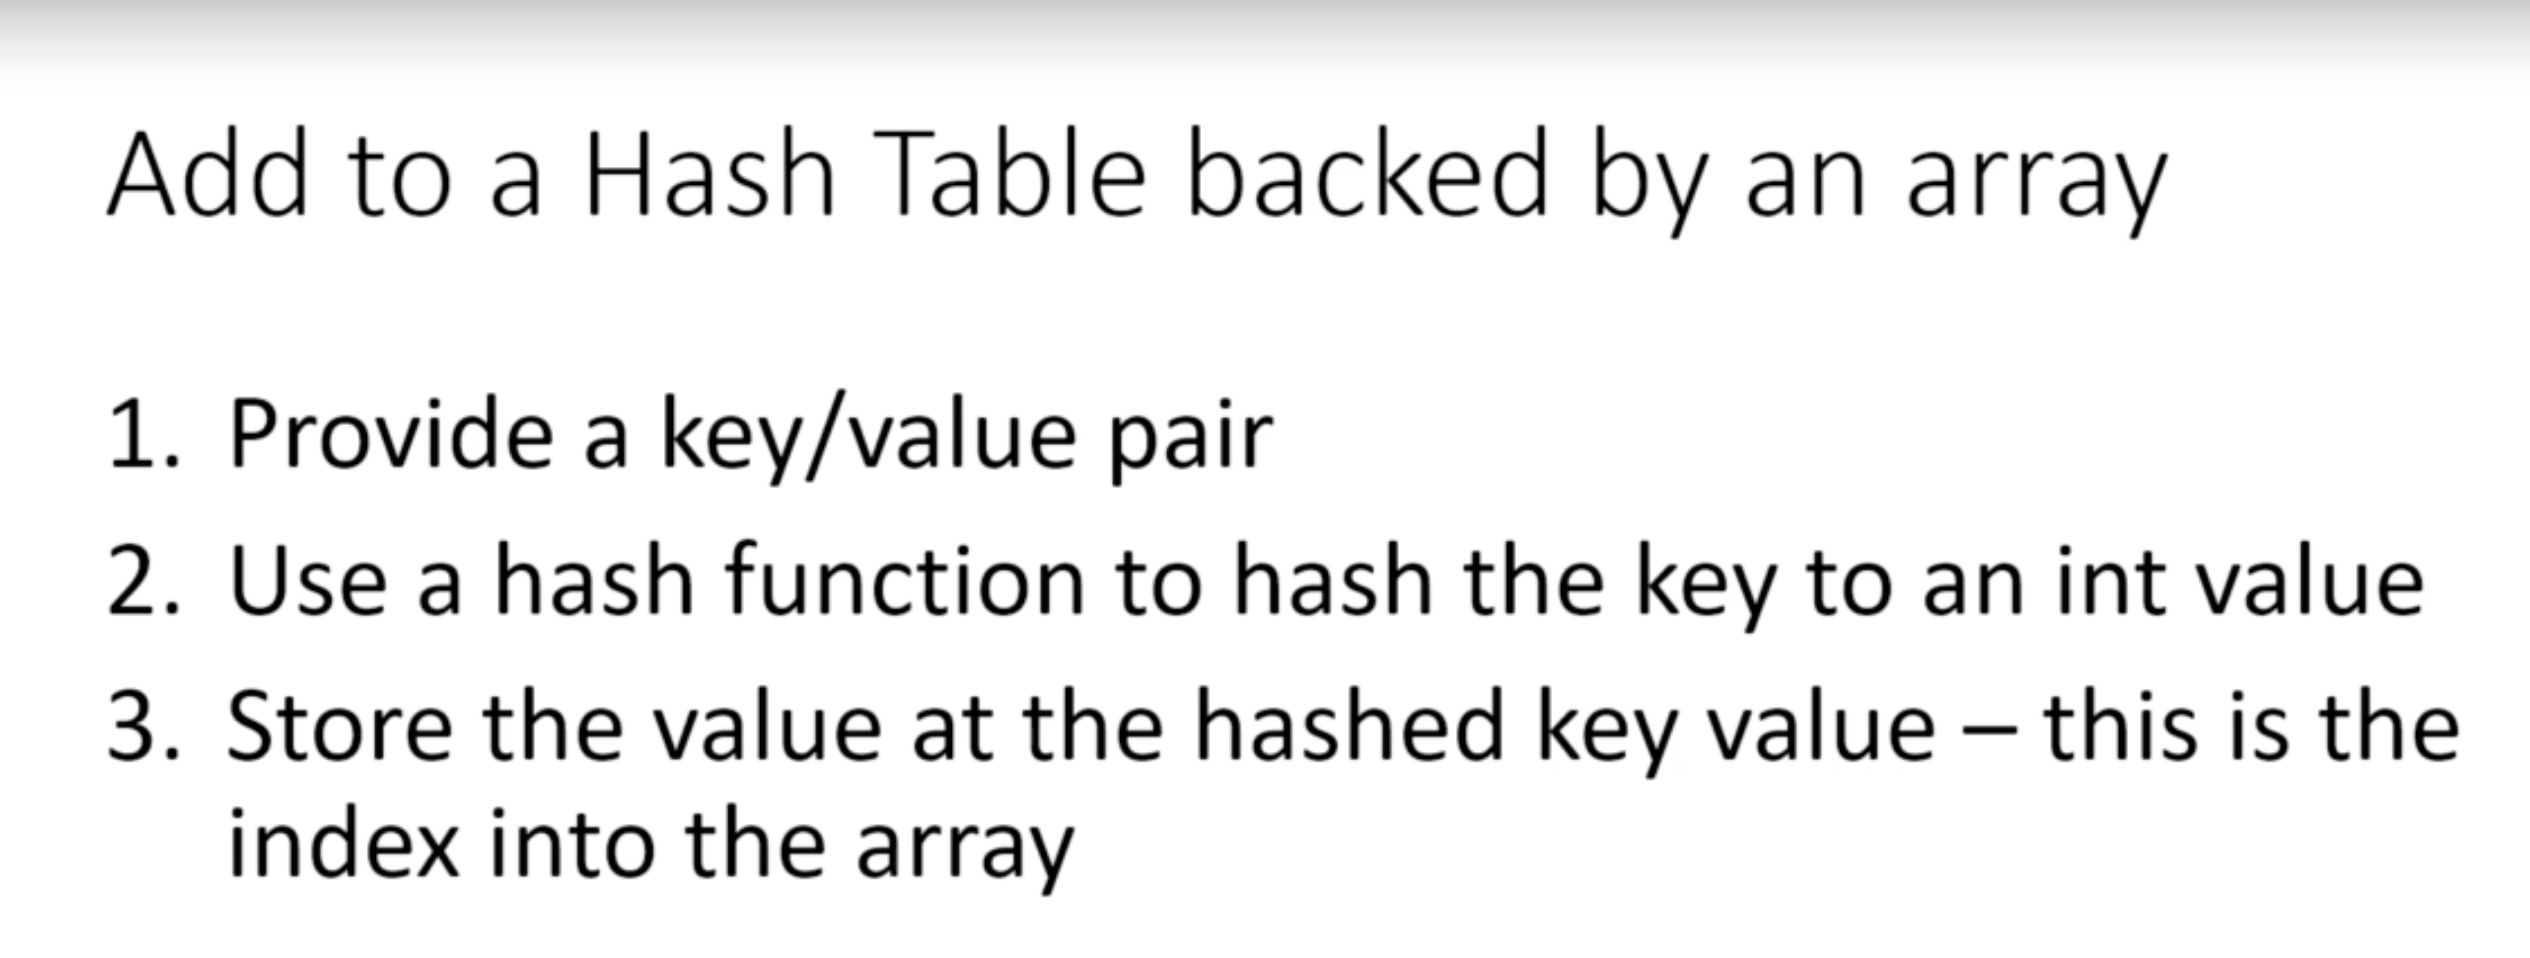 Add to a Hash Table backed by an array
1. Provide a key/value pair
2. Use a hash function to hash the key to an int value
3. Store the value at the hashed key value – this is the
index into the array